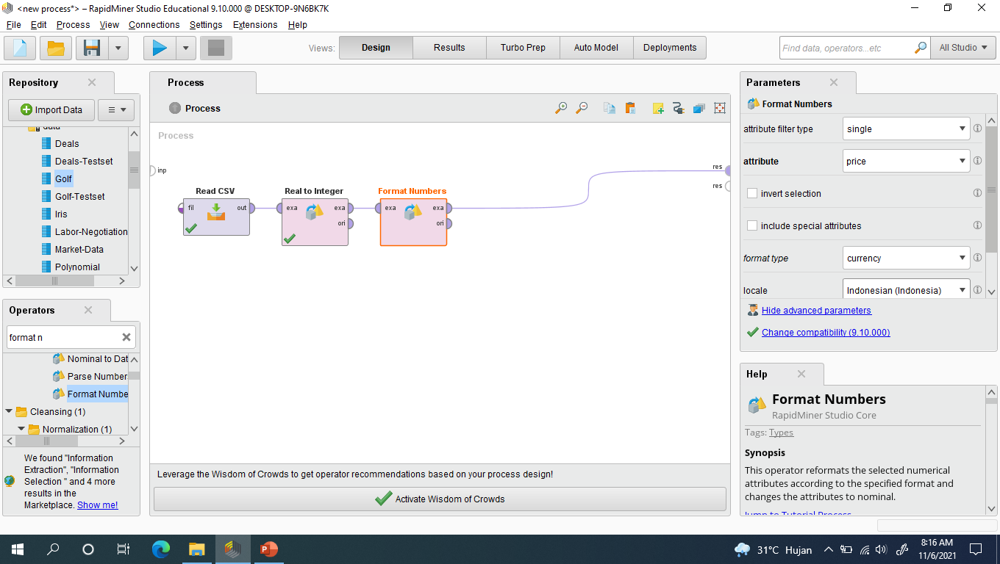 <new process*> – RapidMiner Studio Educational 9.10.000 @ DESKTOP-9N6BK7K
File Edit Process View Connections Settings Extensions Help
Views: Design Results Turbo Prep Auto Model Deployments
Find data, operators...etc
All Studio
Repository
Import Data
data
Deals
Deals-Testset
Golf
Golf-Testset
Iris
Labor-Negotiation
Market-Data
Polynomial
Operators
format n
Nominal to Dat
Parse Number
Format Numbe
Cleansing (1)
Normalization (1)
We found "Information
Extraction", "Information
Selection " and 4 more
results in the
Marketplace. Show me!
Process
Process
Process
inp
res
res
Read CSV
fil out
Real to Integer
exa exa
ori
Format Numbers
exa exa
ori
Leverage the Wisdom of Crowds to get operator recommendations based on your process design!
Activate Wisdom of Crowds
Parameters
Format Numbers
attribute filter type single
attribute price
invert selection
include special attributes
format type currency
locale Indonesian (Indonesia)
Hide advanced parameters
Change compatibility (9.10.000)
Help
Format Numbers
RapidMiner Studio Core
Tags: Types
Synopsis
This operator reformats the selected numerical
attributes according to the specified format and
changes the attributes to nominal.
Jump to Tutorial Process
31°C Hujan
8:16 AM
11/6/2021